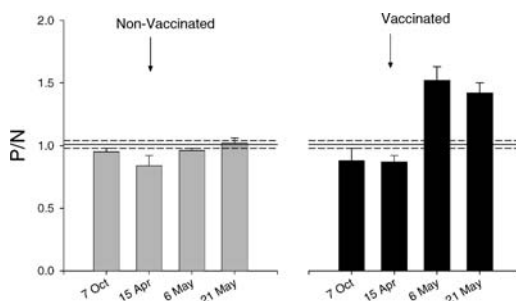 Non-Vaccinated
Vaccinated
P/N
2.0
1.5
1.0
0.5
0.0
7 Oct
15 Apr
6 May
21 May
7 Oct
15 Apr
6 May
21 May